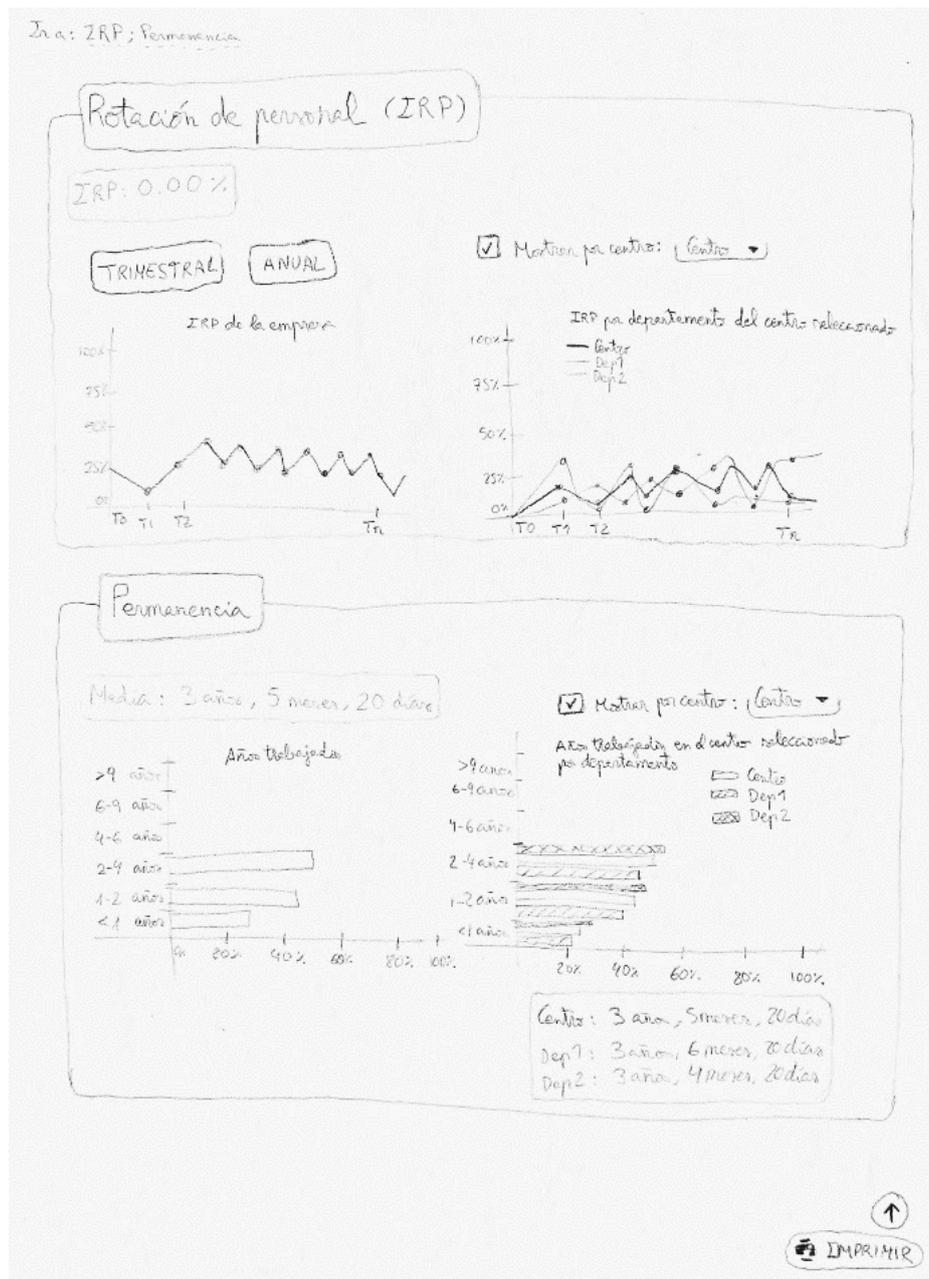 Ir a: IRP; Permanencia
Rotación de personal (IRP)
IRP: 0.00%
TRIMESTRAL
ANUAL
Mostrar por centro: Centro
IRP de la empresa
100%
75%
50%
25%
0%
T0 T1 T2 Tn
IRP por departamento del centro seleccionado
Centro
Dep1
Dep2
100%
75%
50%
25%
0%
T0 T1 T2 Tn
Permanencia
Media: 3 años, 5 meses, 20 días
Mostrar por centro: Centro
Años trabajados
>9 años
6-9 años
4-6 años
2-4 años
1-2 años
<1 años
0% 20% 40% 60% 80% 100%
Años trabajados en el centro seleccionado
por departamento
Centro
Dep1
Dep2
>9 años
6-9 años
4-6 años
2-4 años
1-2 años
<1 años
20% 40% 60% 80% 100%
Centro: 3 años, 5 meses, 20 días
Dep1: 3 años, 6 meses, 20 días
Dep2: 3 años, 4 meses, 20 días
IMPRIMIR